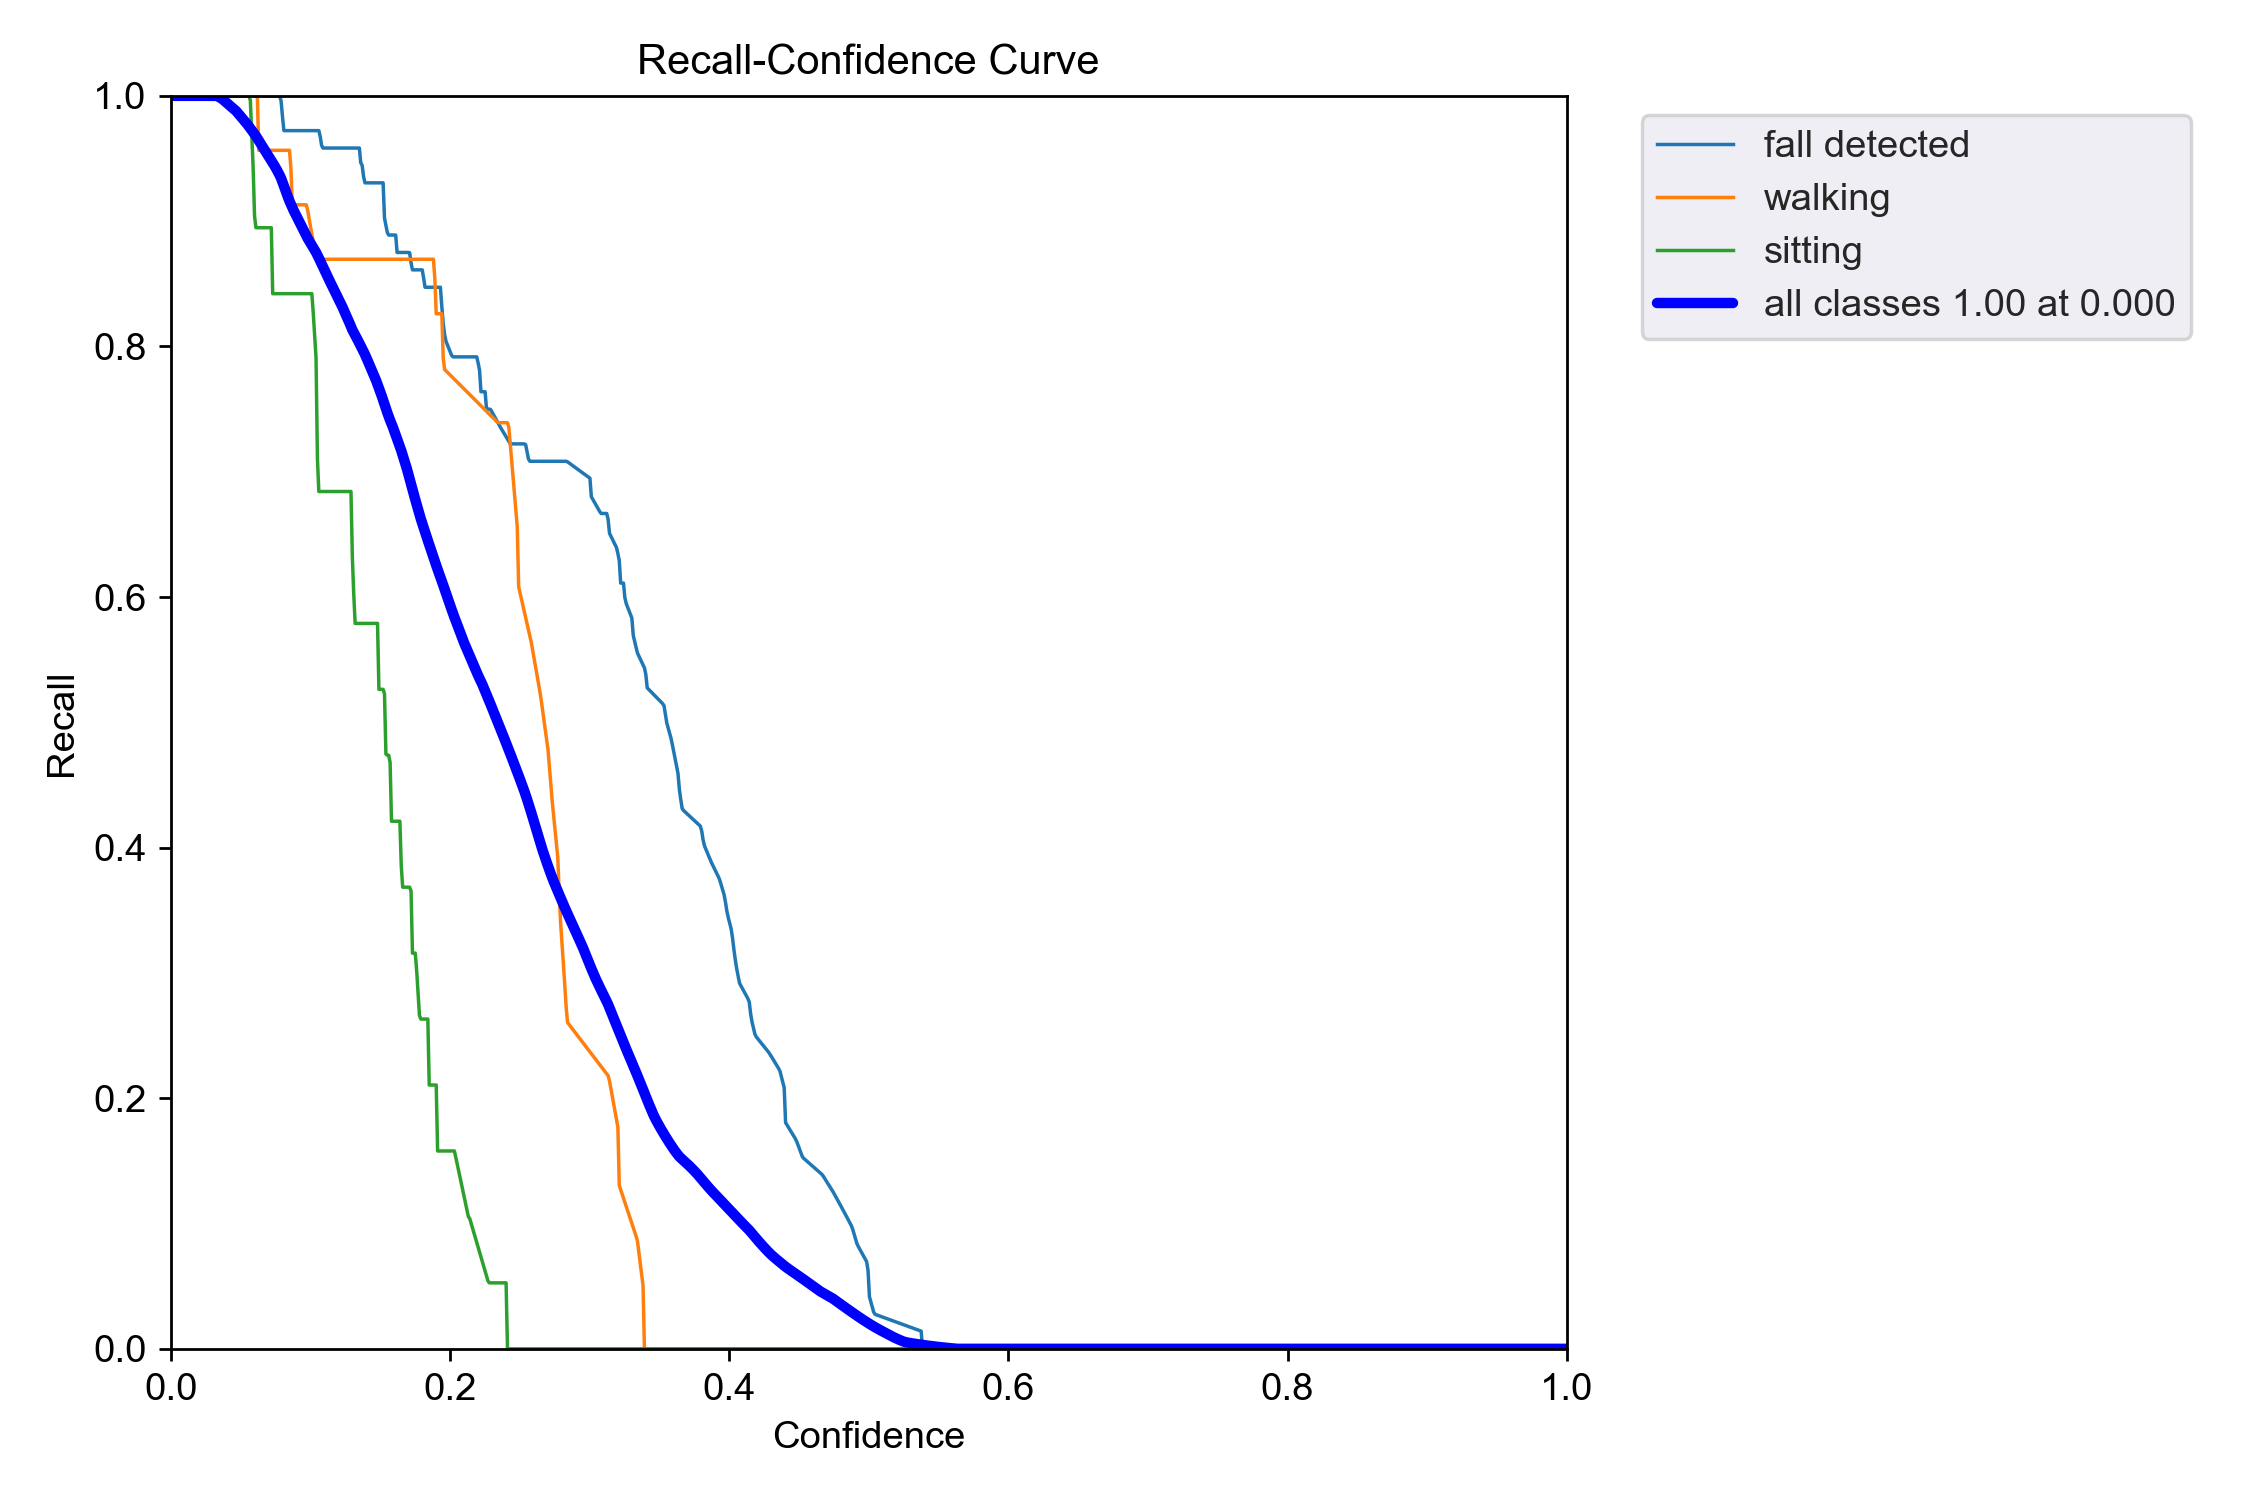 Recall-Confidence Curve
1.0
0.8
0.6
0.4
0.2
0.0
Recall
0.0 0.2 0.4 0.6 0.8 1.0
Confidence
fall detected
walking
sitting
all classes 1.00 at 0.000